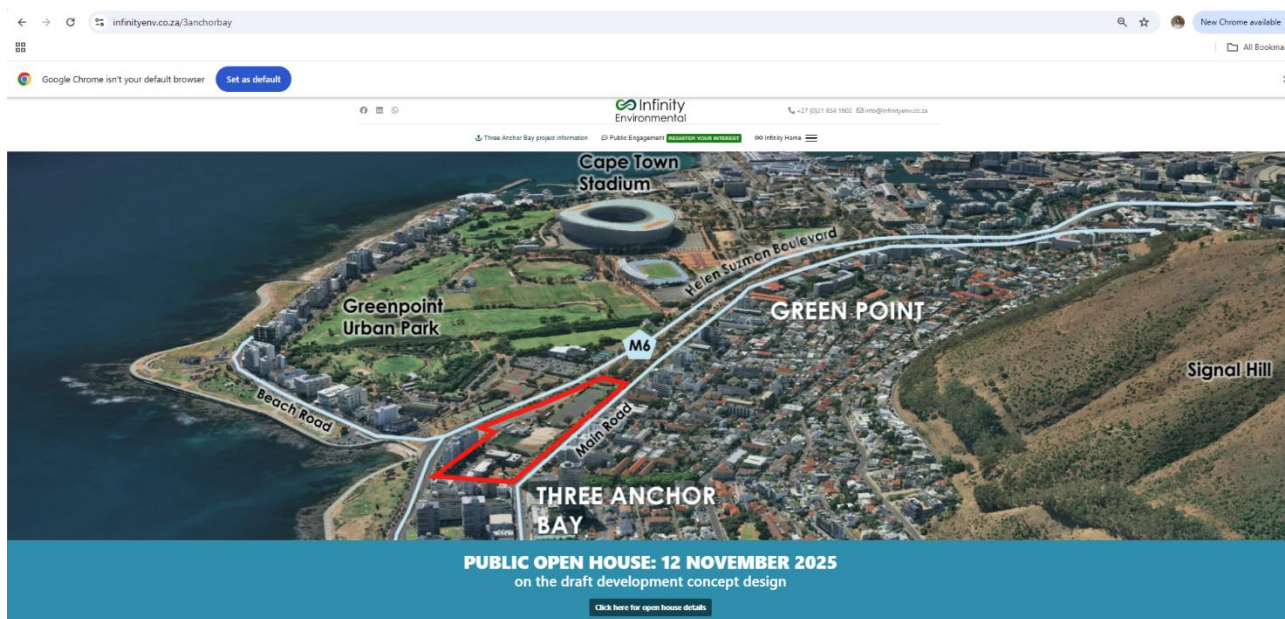 infinityenv.co.za/3anchorbay
New Chrome available
All Bookma
Google Chrome isn't your default browser
Set as default
Infinity
Environmental
+27 (0)21 834 1602
info@infinityenv.co.za
Three Anchor Bay project information
Public Engagement
REGISTER YOUR INTEREST
Infinity Home
Cape Town
Stadium
Helen Suzman Boulevard
Greenpoint
Urban Park
GREEN POINT
M6
Signal Hill
Beach Road
Main Road
THREE ANCHOR
BAY
PUBLIC OPEN HOUSE: 12 NOVEMBER 2025
on the draft development concept design
Click here for open house details